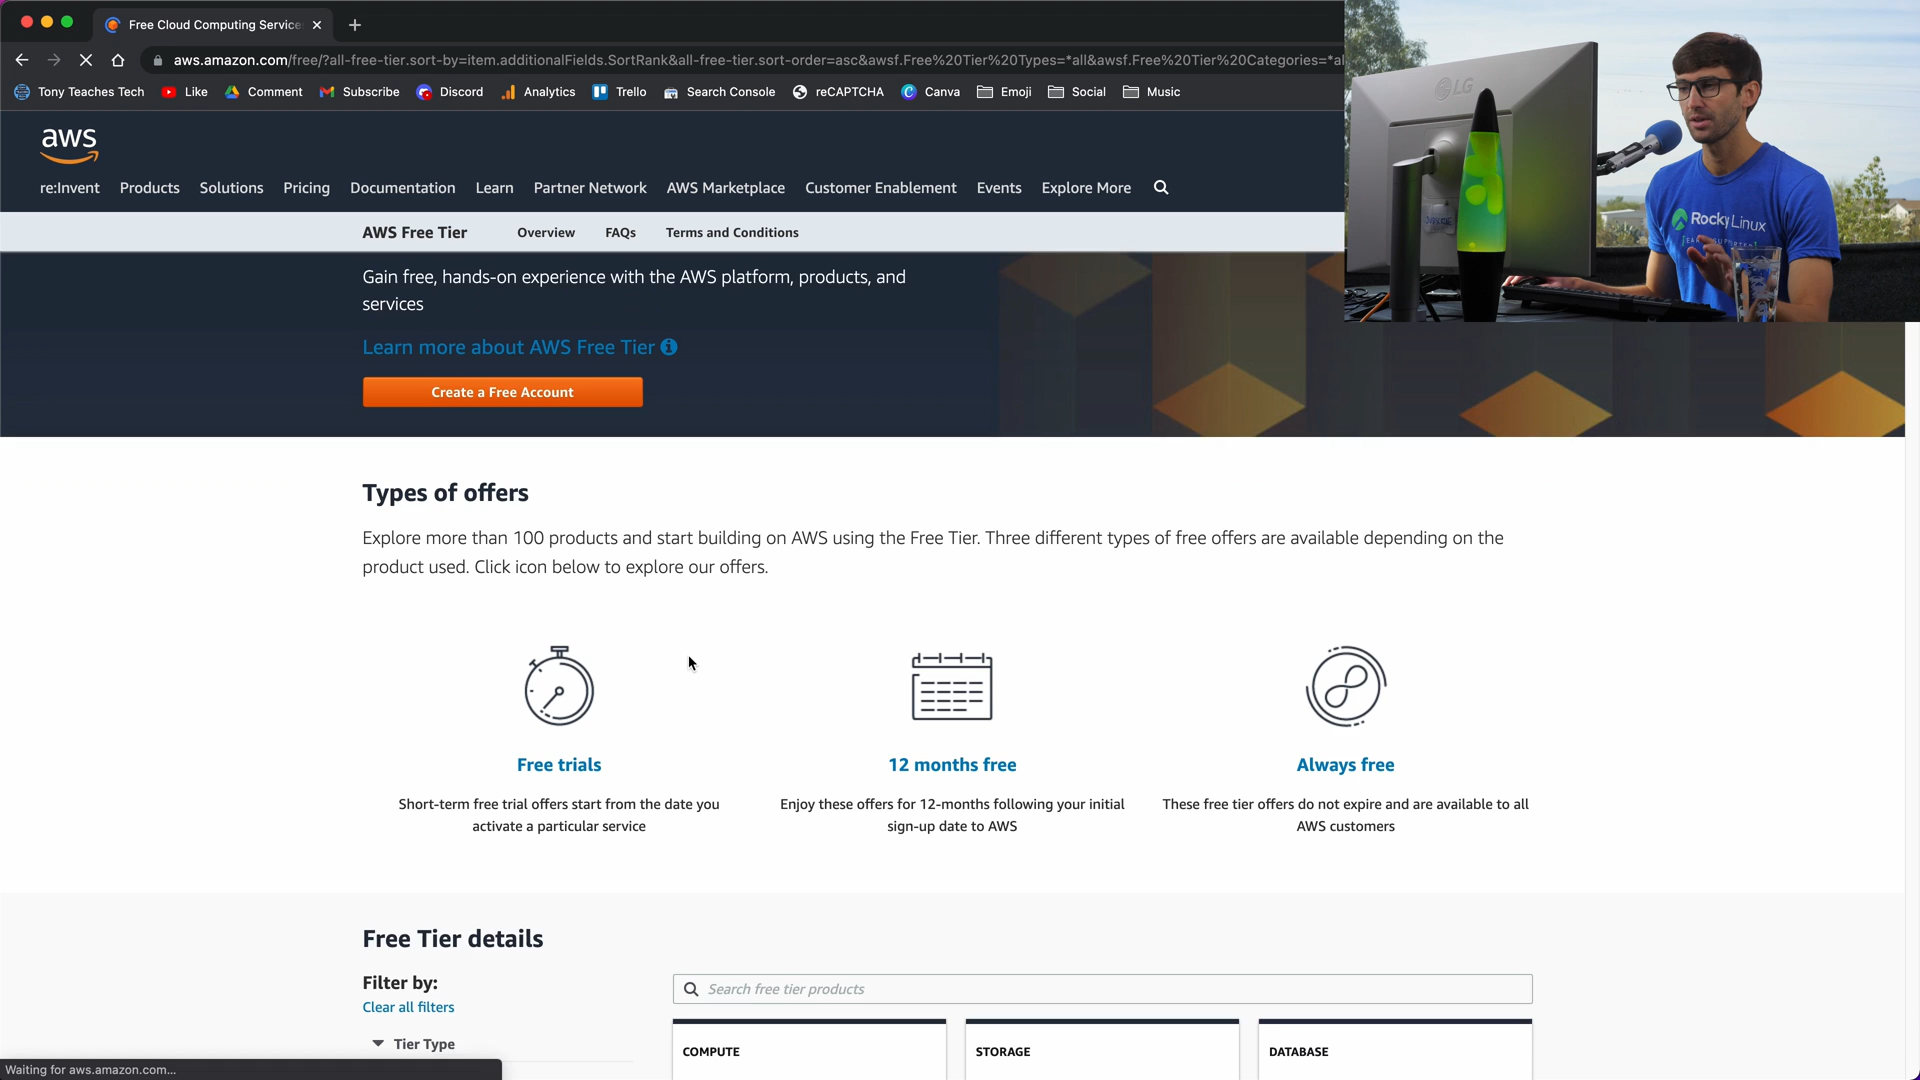 Free Cloud Computing Service
aws.amazon.com/free/?all-free-tier.sort-by=item.additionalFields.SortRank&all-free-tier.sort-order=asc&awsf.Free%20Tier%20Types=*all&awsf.Free%20Tier%20Categories=*al
Tony Teaches Tech Like Comment Subscribe Discord Analytics Trello Search Console reCAPTCHA Canva Emoji Social Music
aws
re:Invent Products Solutions Pricing Documentation Learn Partner Network AWS Marketplace Customer Enablement Events Explore More
LG
Rocky Linux
AWS Free Tier Overview FAQs Terms and Conditions
Gain free, hands-on experience with the AWS platform, products, and
services
Learn more about AWS Free Tier
Create a Free Account
Types of offers
Explore more than 100 products and start building on AWS using the Free Tier. Three different types of free offers are available depending on the
product used. Click icon below to explore our offers.
Free trials
Short-term free trial offers start from the date you
activate a particular service
12 months free
Enjoy these offers for 12-months following your initial
sign-up date to AWS
Always free
These free tier offers do not expire and are available to all
AWS customers
Free Tier details
Filter by:
Clear all filters
Tier Type
Search free tier products
COMPUTE STORAGE DATABASE
Waiting for aws.amazon.com...